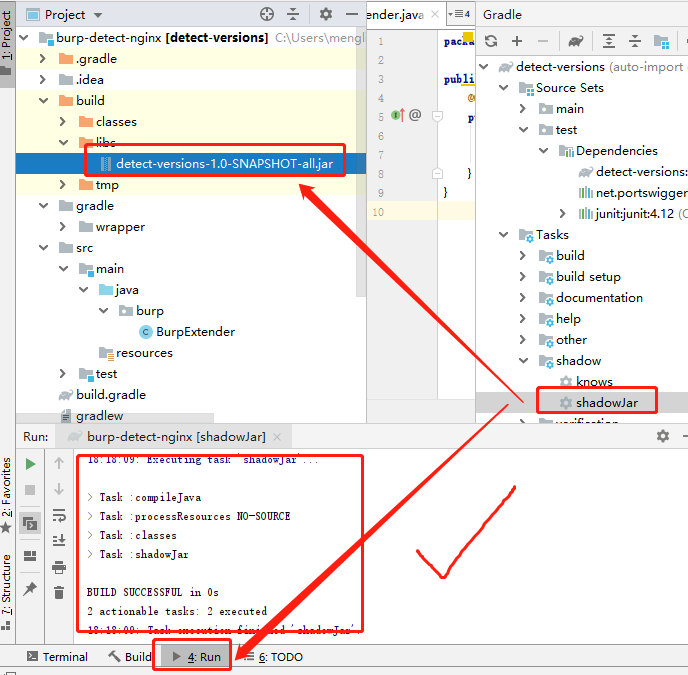 1: Project
Project
burp-detect-nginx [detect-versions] C:\Users\mengl
.gradle
.idea
build
classes
libs
detect-versions-1.0-SNAPSHOT-all.jar
tmp
gradle
wrapper
src
main
java
burp
BurpExtender
resources
test
build.gradle
gradlew
ender.java
4
1
2
3
4
5
6
7
8
9
10
packa
publi
@
p
}
}
Gradle
detect-versions (auto-import
Source Sets
main
test
Dependencies
detect-versions:
net.portswigger
junit:junit:4.12 (C
Tasks
build
build setup
documentation
help
other
shadow
knows
shadowJar
verification
Run: burp-detect-nginx [shadowJar]
18:18:09: Executing task 'shadowJar'...
> Task :compileJava
> Task :processResources NO-SOURCE
> Task :classes
> Task :shadowJar
BUILD SUCCESSFUL in 0s
2 actionable tasks: 2 executed
18:18:09: Task execution finished 'shadowJar'.
2: Favorites
7: Structure
Terminal
Build
4: Run
6: TODO